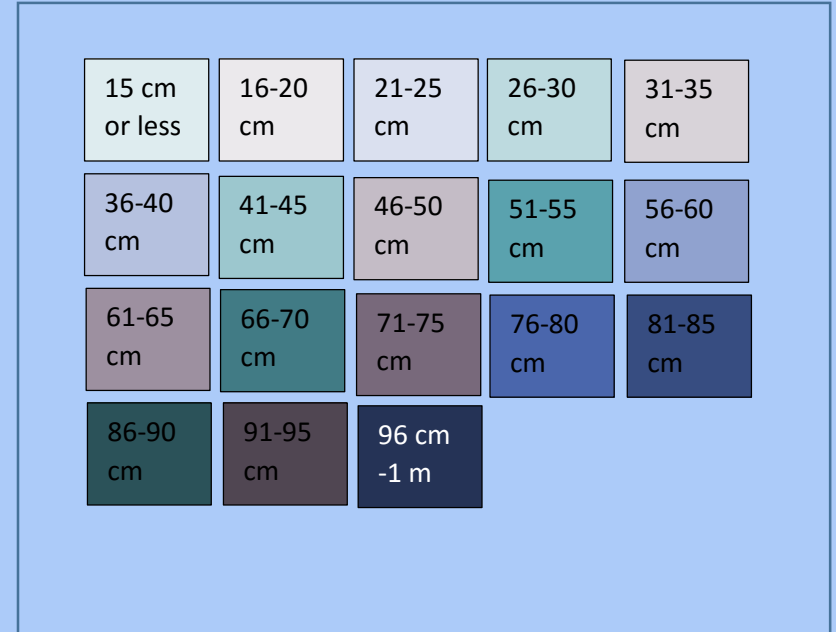 15 cm
or less
16-20
cm
21-25
cm
26-30
cm
31-35
cm
36-40
cm
41-45
cm
46-50
cm
51-55
cm
56-60
cm
61-65
cm
66-70
cm
71-75
cm
76-80
cm
81-85
cm
86-90
cm
91-95
cm
96 cm
-1 m